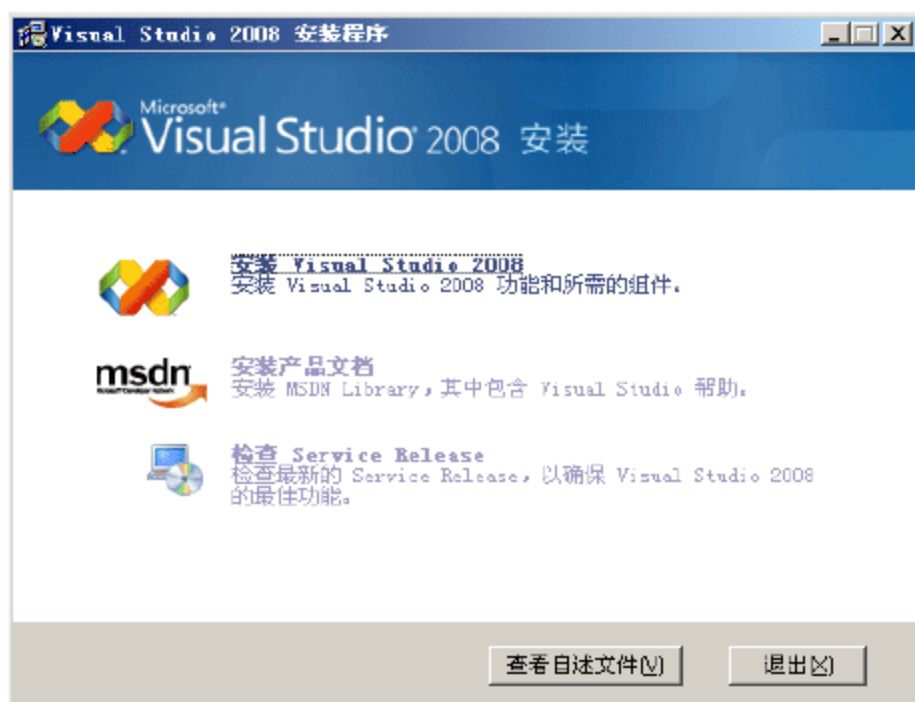 Visual Studio 2008 安装程序
Microsoft®
Visual Studio® 2008 安装
安装 Visual Studio 2008
安装 Visual Studio 2008 功能和所需的组件。
msdn
安装产品文档
安装 MSDN Library，其中包含 Visual Studio 帮助。
检查 Service Release
检查最新的 Service Release，以确保 Visual Studio 2008
的最佳功能。
查看自述文件(V)
退出(X)